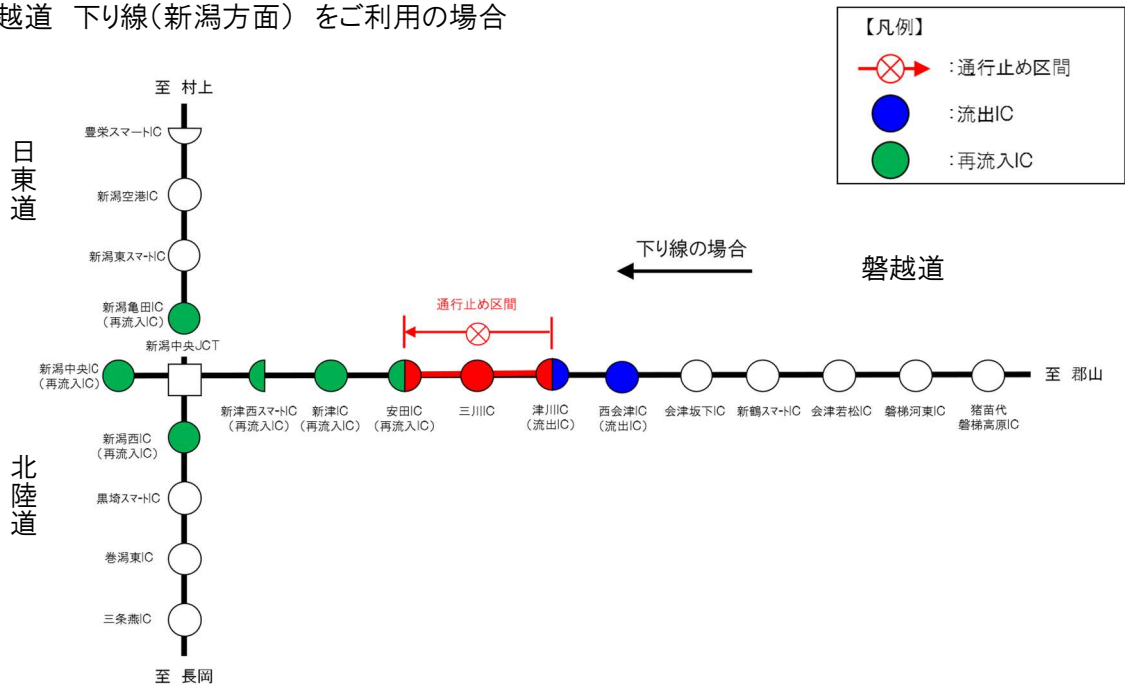 越道 下り線(新潟方面) をご利用の場合
【凡例】
:通行止め区間
:流出IC
:再流入IC
至 村上
日東道
豊栄スマートIC
新潟空港IC
新潟東スマートIC
新潟亀田IC
(再流入IC)
新潟中央JCT
新潟中央IC
(再流入IC)
下り線の場合
磐越道
通行止め区間
至 郡山
新津西スマートIC
(再流入IC)
新津IC
(再流入IC)
安田IC
(再流入IC)
三川IC
津川IC
(流出IC)
西会津IC
(流出IC)
会津坂下IC
新鶴スマートIC
会津若松IC
磐梯河東IC
猪苗代
磐梯高原IC
新潟西IC
(再流入IC)
北陸道
黒埼スマートIC
巻潟東IC
三条燕IC
至 長岡